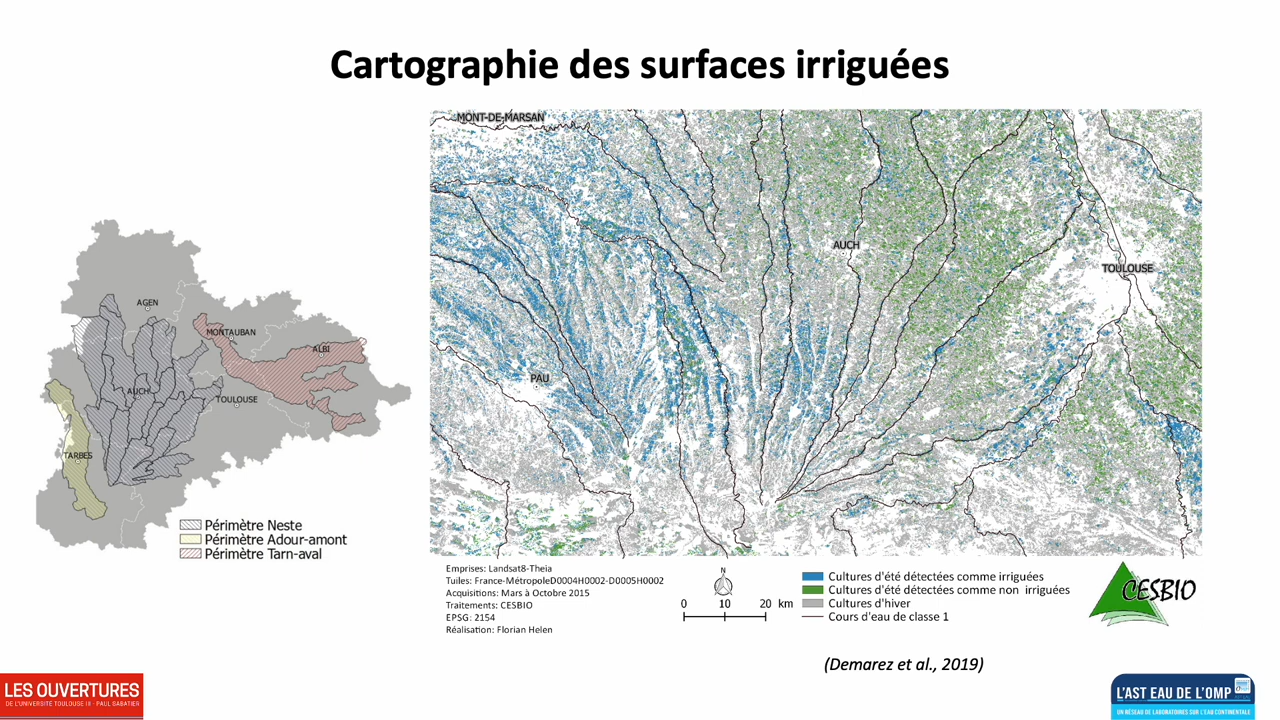 Cartographie des surfaces irriguées
AGEN
MONTAUBAN
ALBI
AUCH
TOULOUSE
TARBES
Périmètre Neste
Périmètre Adour-amont
Périmètre Tarn-aval
MONT-DE-MARSAN
AUCH
TOULOUSE
PAU
Emprises: Landsat8-Theia
Tuiles: France-MétropoleD0004H0002-D0005H0002
Acquisitions: Mars à Octobre 2015
Traitements: CESBIO
EPSG: 2154
Réalisation: Florian Helen
N
0 10 20 km
Cultures d'été détectées comme irriguées
Cultures d'été détectées comme non irriguées
Cultures d'hiver
Cours d'eau de classe 1
CESBIO
(Demarez et al., 2019)
LES OUVERTURES
DE L'UNIVERSITÉ TOULOUSE III - PAUL SABATIER
L'AST EAU DE L'OMP
UN RÉSEAU DE LABORATOIRES SUR L'EAU CONTINENTALE